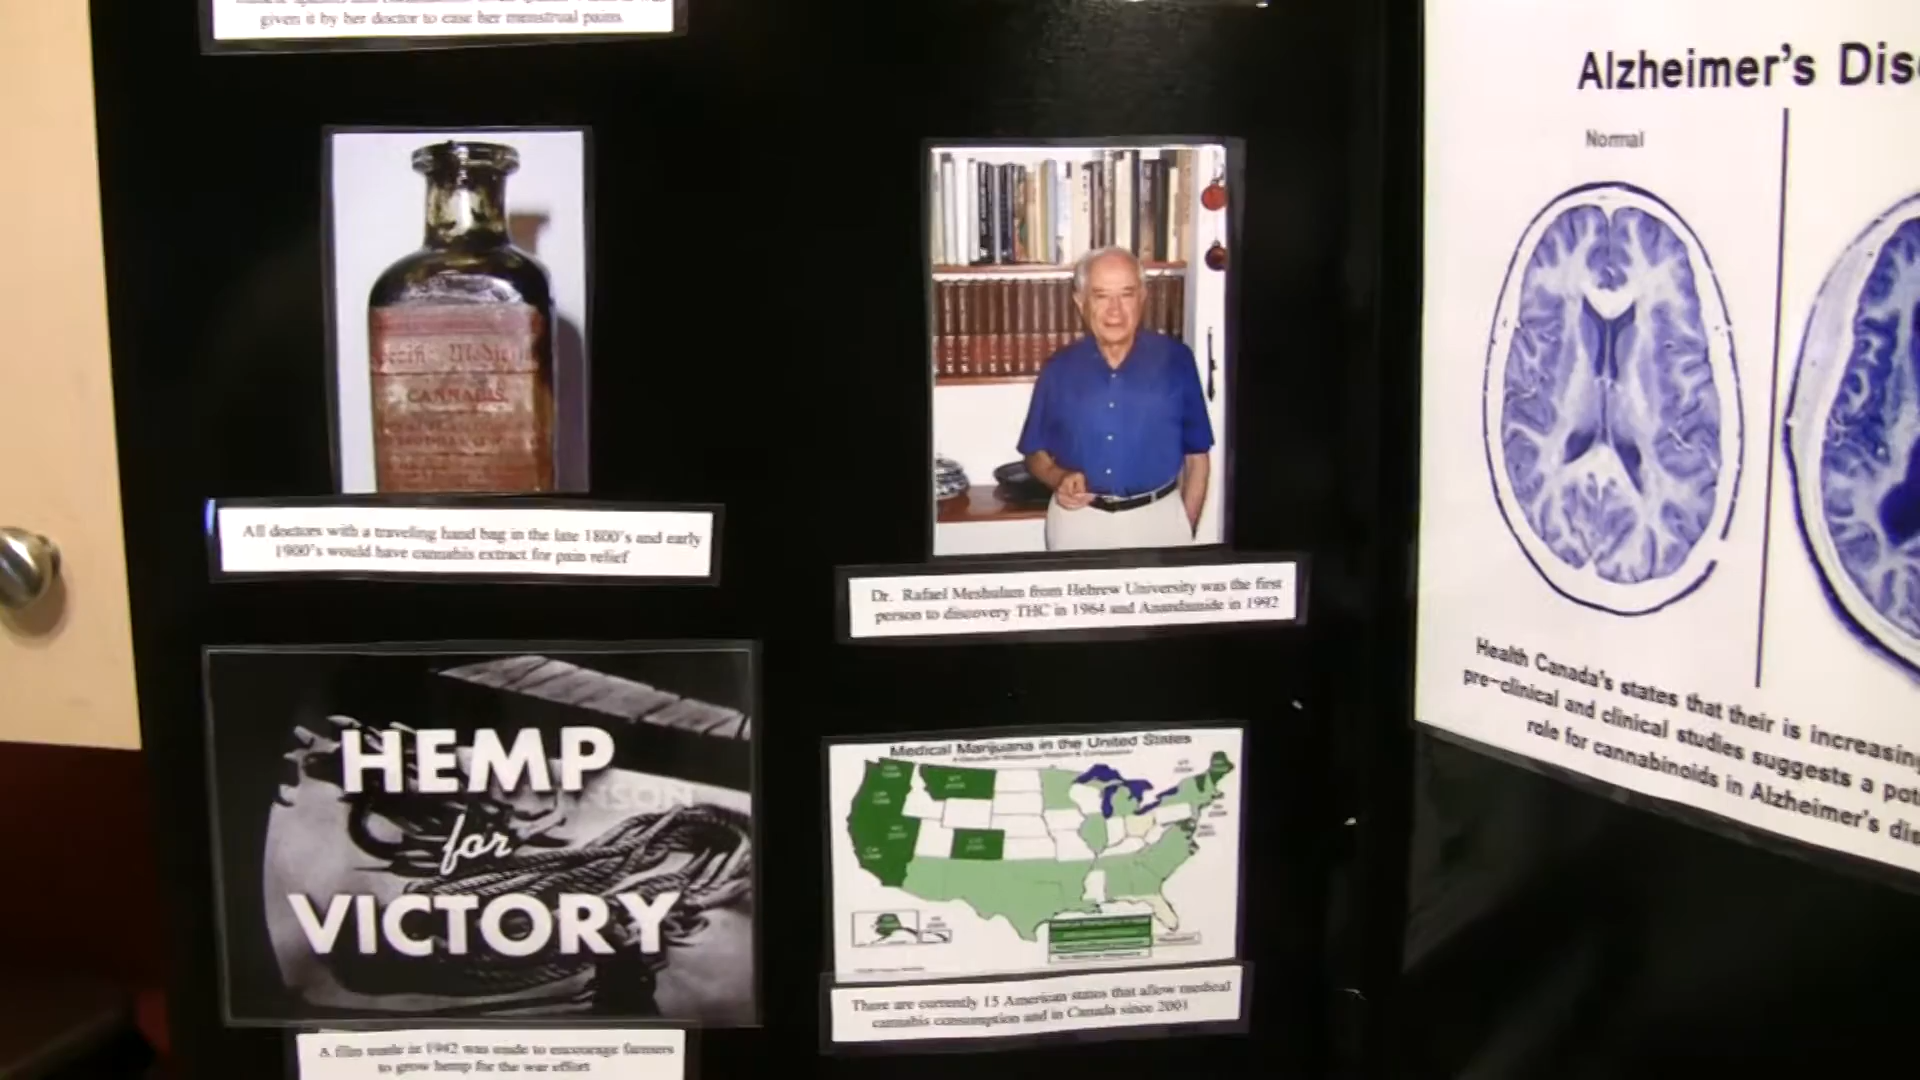 given it by her doctor to ease her menstrual pains
CANNABIS.
All doctors with a traveling hand bag in the late 1800's and early
1900's would have cannabis extract for pain relief
Dr. Rafael Meshulam from Hebrew University was the first
person to discovery THC in 1964 and Anandamide in 1992
HEMP
for
VICTORY
A film made in 1942 was made to encourage farmers
to grow hemp for the war effort
Medical Marijuana in the United States
There are currently 15 American states that allow medical
cannabis consumption and in Canada since 2001
Alzheimer's
Normal
Health Canada's states that their is increasing
pre-clinical and clinical studies suggests a
role for cannabinoids in Alzheimer's